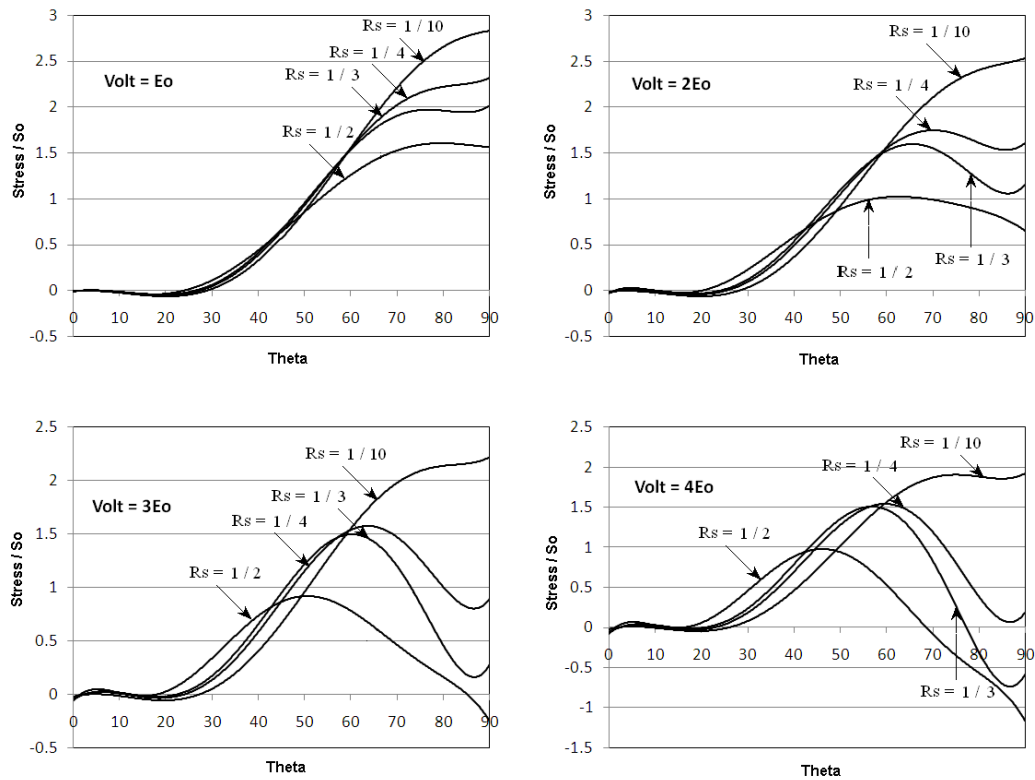 3
2.5
2
1.5
1
0.5
0
-0.5
Stress / So
Volt = Eo
Rs = 1 / 10
Rs = 1 / 4
Rs = 1 / 3
Rs = 1 / 2
0 10 20 30 40 50 60 70 80 90
Theta
3
2.5
2
1.5
1
0.5
0
-0.5
Stress / So
Volt = 2Eo
Rs = 1 / 10
Rs = 1 / 4
Rs = 1 / 3
Rs = 1 / 2
0 10 20 30 40 50 60 70 80 90
Theta
2.5
2
1.5
1
0.5
0
-0.5
Stress / So
Volt = 3Eo
Rs = 1 / 10
Rs = 1 / 3
Rs = 1 / 4
Rs = 1 / 2
0 10 20 30 40 50 60 70 80 90
Theta
2.5
2
1.5
1
0.5
0
-0.5
-1
-1.5
Stress / So
Volt = 4Eo
Rs = 1 / 10
Rs = 1 / 4
Rs = 1 / 2
Rs = 1 / 3
0 10 20 30 40 50 60 70 80 90
Theta